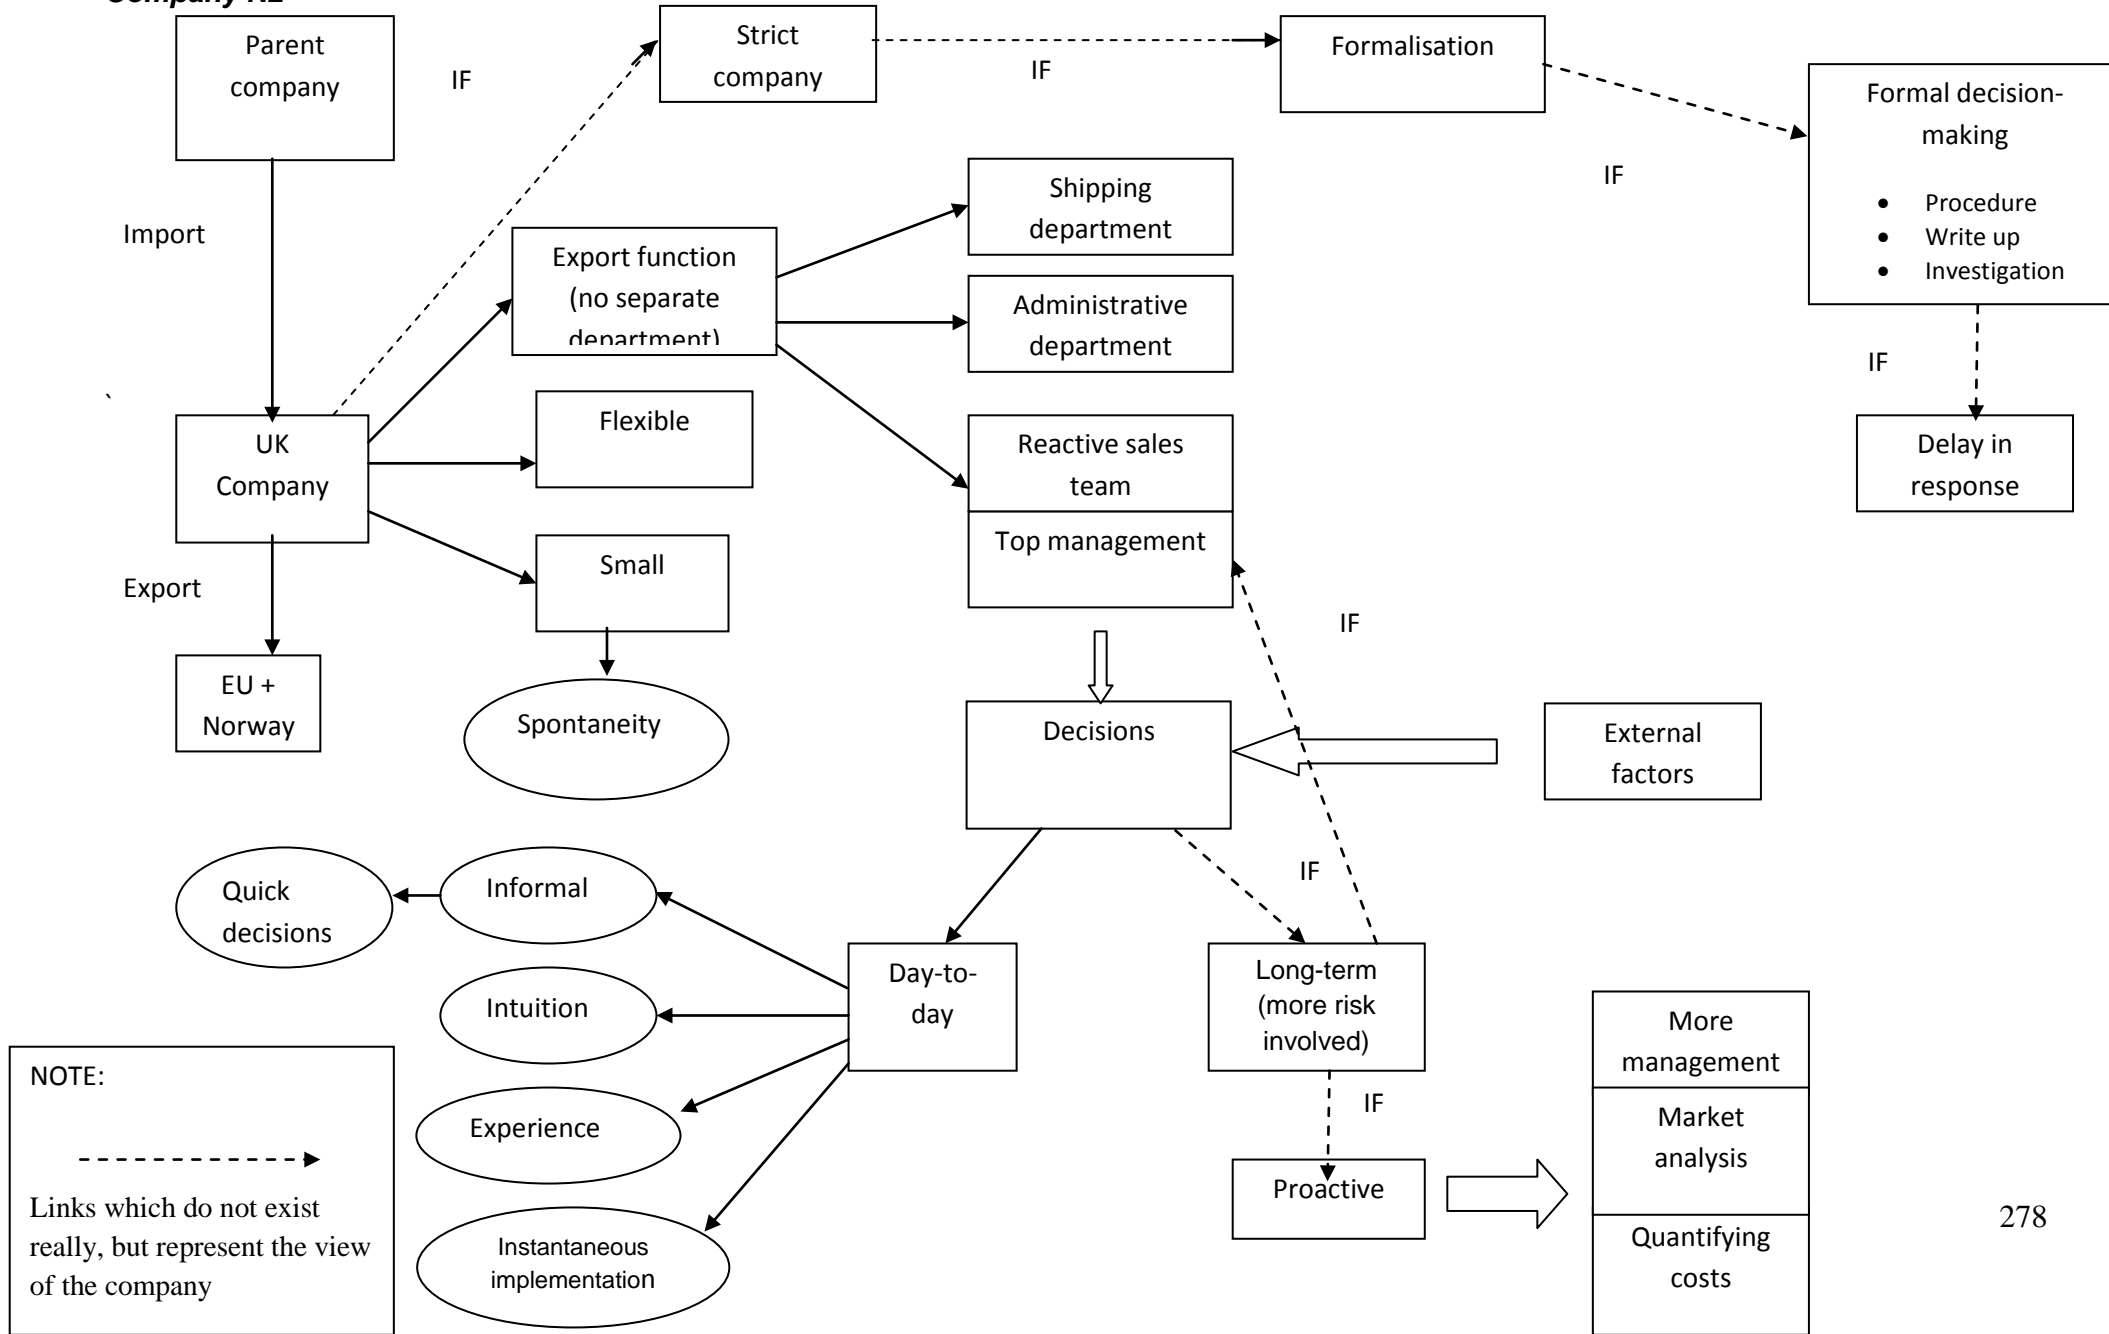 Company N2
Parent
company
IF
Strict
company
IF
Formalisation
Formal decision-
making
• Procedure
• Write up
• Investigation
IF
Import
Shipping
department
Export function
(no separate
department)
Administrative
department
IF
`
UK
Company
Flexible
Reactive sales
team
Delay in
response
Top management
Export
Small
IF
EU +
Norway
Spontaneity
Decisions
External
factors
IF
Quick
decisions
Informal
Day-to-
day
Long-term
(more risk
involved)
Intuition
More
management
IF
Experience
Market
analysis
Proactive
Instantaneous
implementation
Quantifying
costs
NOTE:
Links which do not exist
really, but represent the view
of the company
278